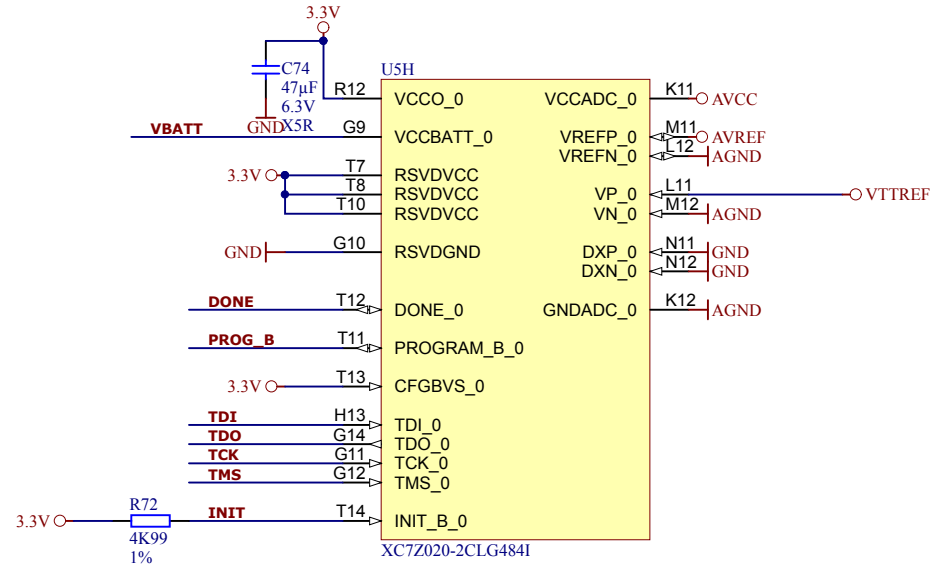 3.3V
C74
47µF
6.3V
X5R
GND
U5H
R12 VCCO_0
VCCADC_0 K11 AVCC
VBATT G9 VCCBATT_0
VREFP_0 M11 AVREF
VREFN_0 L12 AGND
3.3V T7 RSVDVCC
T8 RSVDVCC
T10 RSVDVCC
VP_0 L11 VTTREF
VN_0 M12 AGND
GND G10 RSVDGND
DXP_0 N11 GND
DXN_0 N12 GND
DONE T12 DONE_0
GNDADC_0 K12 AGND
PROG_B T11 PROGRAM_B_0
3.3V T13 CFGBVS_0
TDI H13 TDI_0
TDO G14 TDO_0
TCK G11 TCK_0
TMS G12 TMS_0
3.3V R72 INIT T14 INIT_B_0
4K99
1%
XC7Z020-2CLG484I